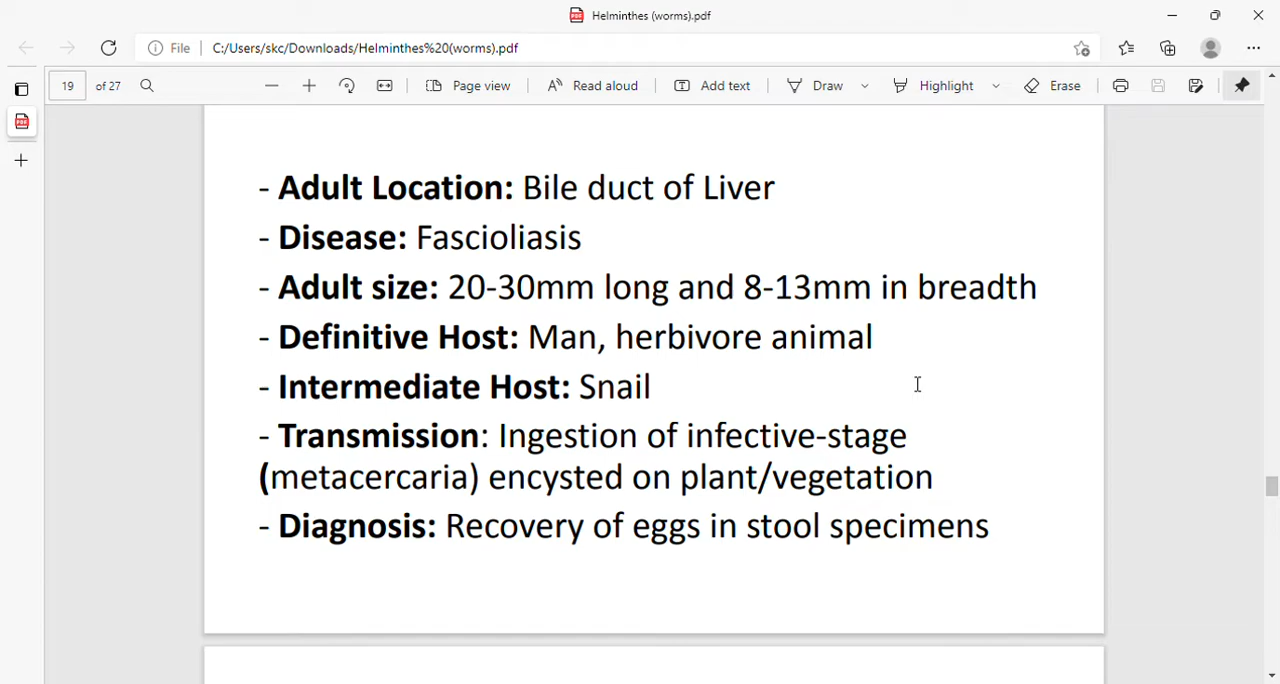 Helminthes (worms).pdf
File C:/Users/skc/Downloads/Helminthes%20(worms).pdf
19 of 27 Page view Read aloud Add text Draw Highlight Erase
- Adult Location: Bile duct of Liver
- Disease: Fascioliasis
- Adult size: 20-30mm long and 8-13mm in breadth
- Definitive Host: Man, herbivore animal
- Intermediate Host: Snail
- Transmission: Ingestion of infective-stage
(metacercaria) encysted on plant/vegetation
- Diagnosis: Recovery of eggs in stool specimens